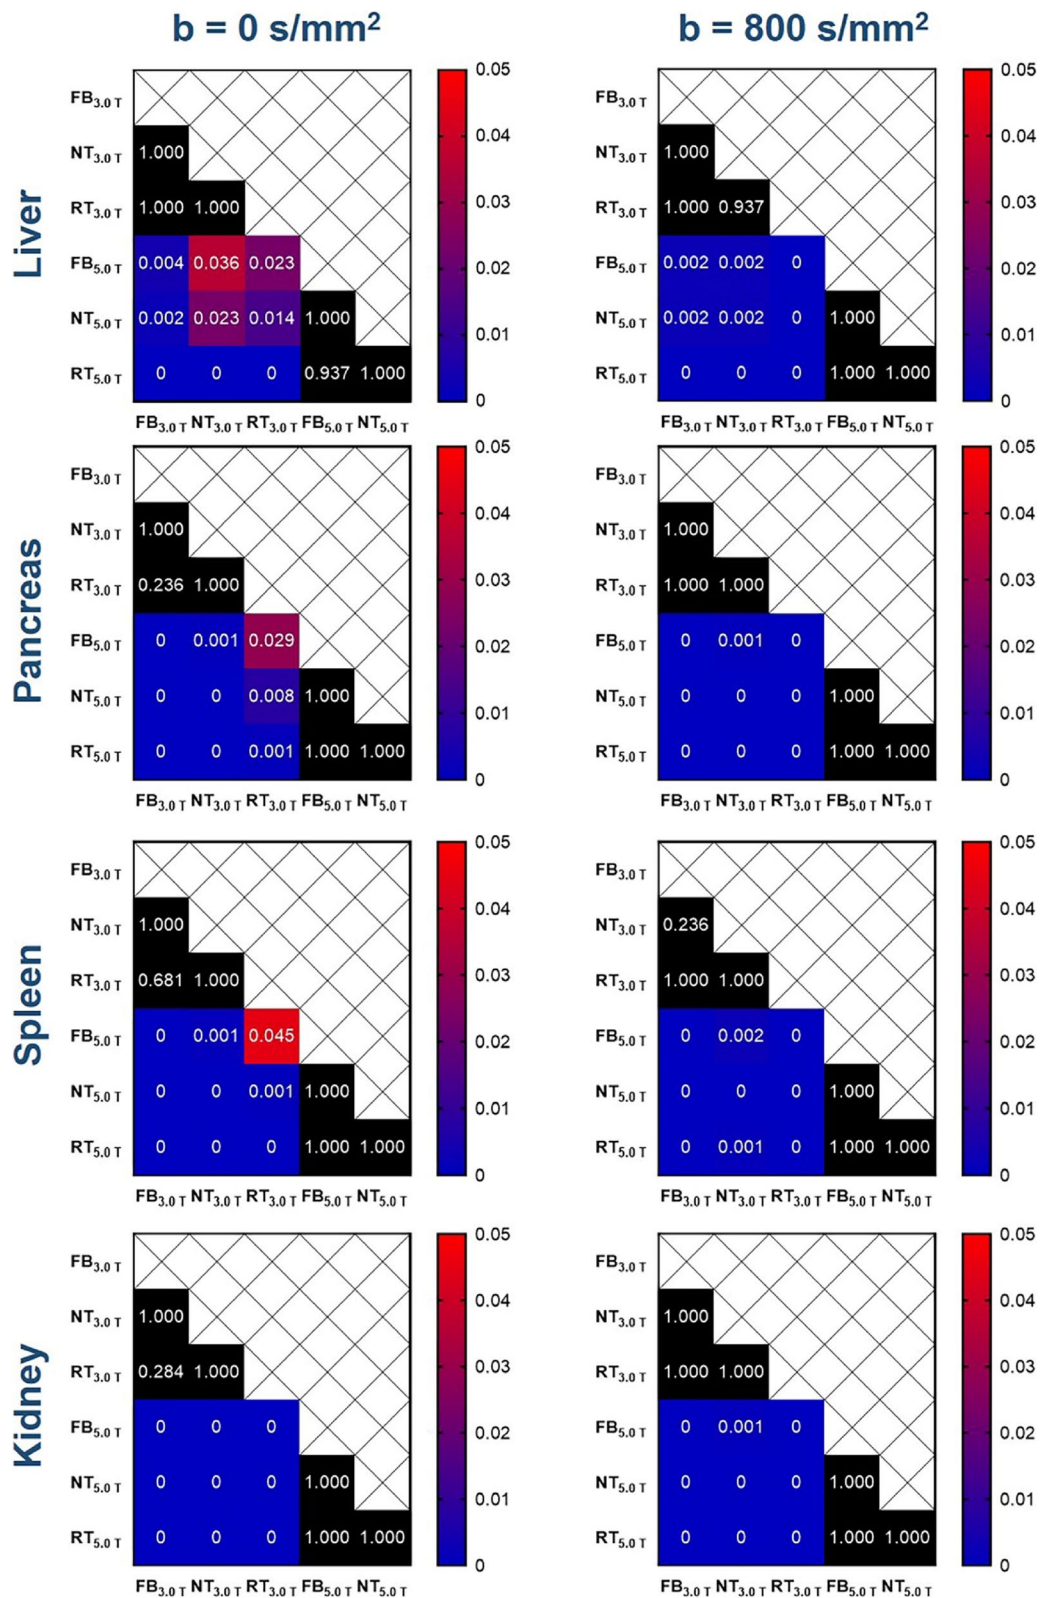 b = 0 s/mm² b = 800 s/mm²
Liver
FB3.0 T 0.05 FB3.0 T 0.05
NT3.0 T 1.000 0.04 NT3.0 T 1.000 0.04
RT3.0 T 1.000 1.000 0.03 RT3.0 T 1.000 0.937 0.03
FB5.0 T 0.004 0.036 0.023 0.02 FB5.0 T 0.002 0.002 0 0.02
NT5.0 T 0.002 0.023 0.014 1.000 0.01 NT5.0 T 0.002 0.002 0 1.000 0.01
RT5.0 T 0 0 0 0.937 1.000 0 RT5.0 T 0 0 0 1.000 1.000 0
FB3.0 T NT3.0 T RT3.0 T FB5.0 T NT5.0 T FB3.0 T NT3.0 T RT3.0 T FB5.0 T NT5.0 T
Pancreas
FB3.0 T 0.05 FB3.0 T 0.05
NT3.0 T 1.000 0.04 NT3.0 T 1.000 0.04
RT3.0 T 0.236 1.000 0.03 RT3.0 T 1.000 1.000 0.03
FB5.0 T 0 0.001 0.029 0.02 FB5.0 T 0 0.001 0 0.02
NT5.0 T 0 0 0.008 1.000 0.01 NT5.0 T 0 0 0 1.000 0.01
RT5.0 T 0 0 0.001 1.000 1.000 0 RT5.0 T 0 0 0 1.000 1.000 0
FB3.0 T NT3.0 T RT3.0 T FB5.0 T NT5.0 T FB3.0 T NT3.0 T RT3.0 T FB5.0 T NT5.0 T
Spleen
FB3.0 T 0.05 FB3.0 T 0.05
NT3.0 T 1.000 0.04 NT3.0 T 0.236 0.04
RT3.0 T 0.681 1.000 0.03 RT3.0 T 1.000 1.000 0.03
FB5.0 T 0 0.001 0.045 0.02 FB5.0 T 0 0.002 0 0.02
NT5.0 T 0 0 0.001 1.000 0.01 NT5.0 T 0 0 0 1.000 0.01
RT5.0 T 0 0 0 1.000 1.000 0 RT5.0 T 0 0.001 0 1.000 1.000 0
FB3.0 T NT3.0 T RT3.0 T FB5.0 T NT5.0 T FB3.0 T NT3.0 T RT3.0 T FB5.0 T NT5.0 T
Kidney
FB3.0 T 0.05 FB3.0 T 0.05
NT3.0 T 1.000 0.04 NT3.0 T 1.000 0.04
RT3.0 T 0.284 1.000 0.03 RT3.0 T 1.000 1.000 0.03
FB5.0 T 0 0 0 0.02 FB5.0 T 0 0.001 0 0.02
NT5.0 T 0 0 0 1.000 0.01 NT5.0 T 0 0 0 1.000 0.01
RT5.0 T 0 0 0 1.000 1.000 0 RT5.0 T 0 0 0 1.000 1.000 0
FB3.0 T NT3.0 T RT3.0 T FB5.0 T NT5.0 T FB3.0 T NT3.0 T RT3.0 T FB5.0 T NT5.0 T